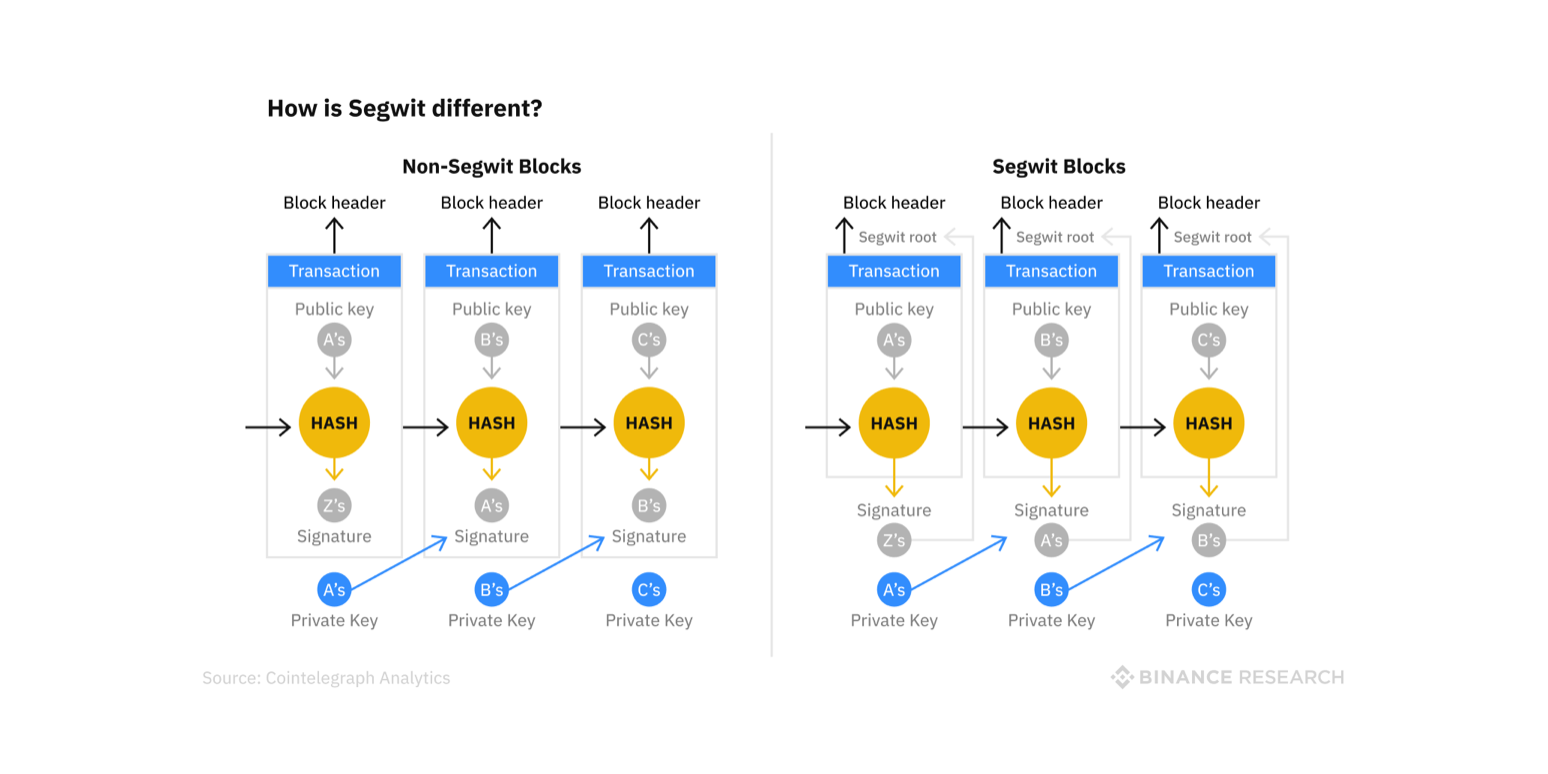 How is Segwit different?
Non-Segwit Blocks
Block header Block header Block header
Transaction Transaction Transaction
Public key Public key Public key
A's B's C's
HASH HASH HASH
Z's A's B's
Signature Signature Signature
A's B's C's
Private Key Private Key Private Key
Segwit Blocks
Block header Block header Block header
Segwit root Segwit root Segwit root
Transaction Transaction Transaction
Public key Public key Public key
A's B's C's
HASH HASH HASH
Signature Signature Signature
Z's A's B's
A's B's C's
Private Key Private Key Private Key
Source: Cointelegraph Analytics
BINANCE RESEARCH